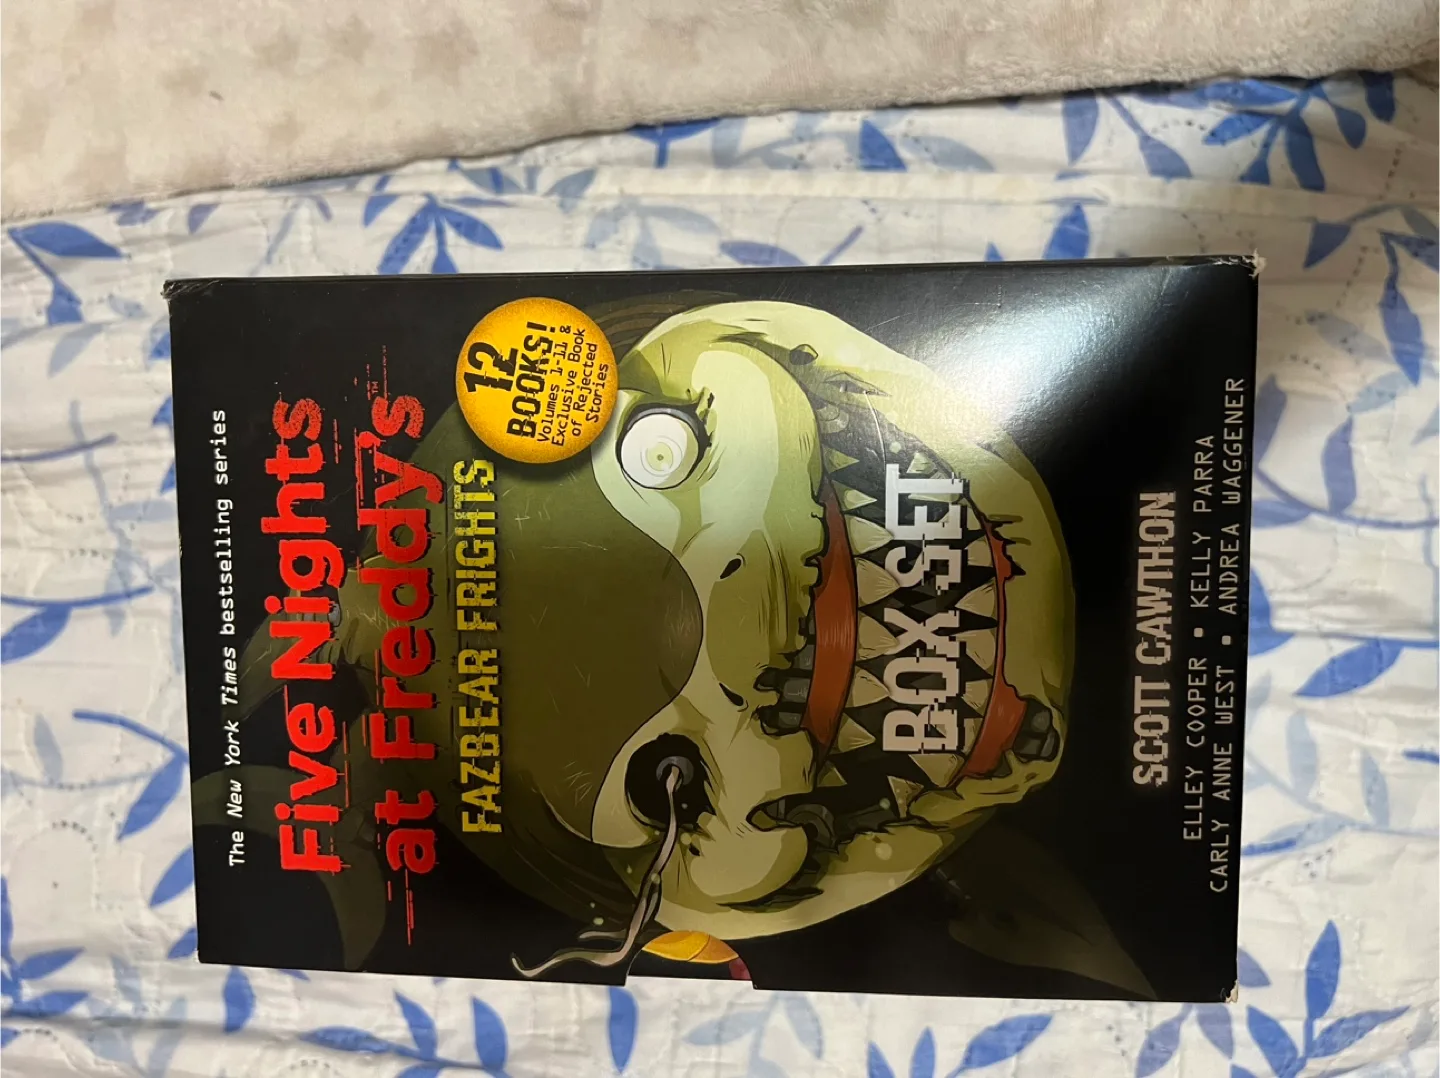 The New York Times bestselling series
Five Nights
at Freddy's™
FAZBEAR FRIGHTS
12
BOOKS!
Volumes 1-11 &
Exclusive Book
of Rejected
Stories
BOX SET
SCOTT CAWTHON
ELLEY COOPER • KELLY PARRA
CARLY ANNE WEST • ANDREA WAGGENER